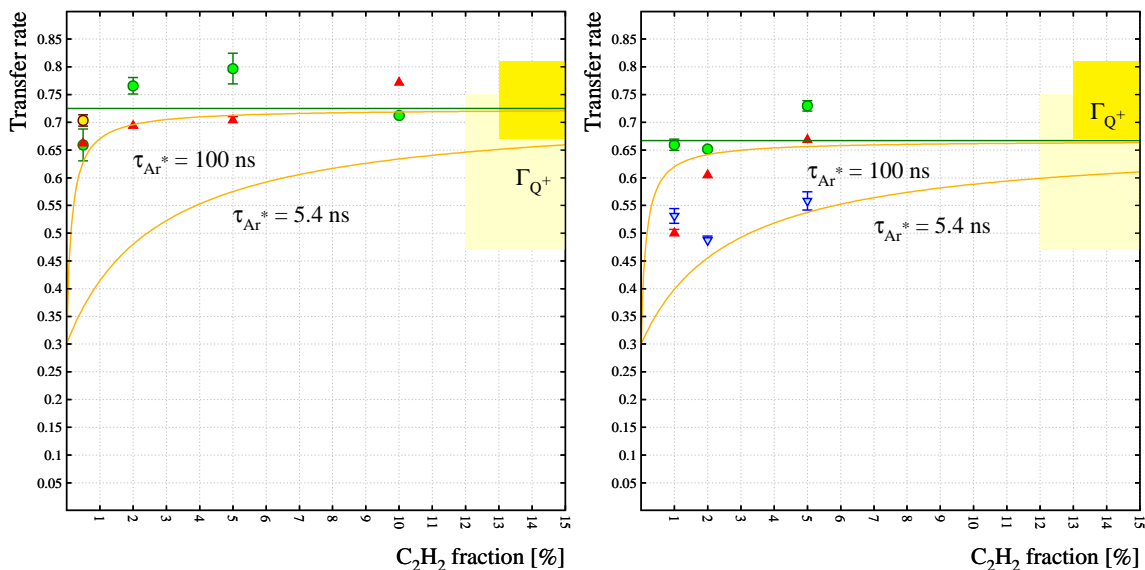 Transfer rate
0.85
0.8
0.75
0.7
0.65
0.6
0.55
0.5
0.45
0.4
0.35
0.3
0.25
0.2
0.15
0.1
0.05
τ_Ar* = 100 ns
τ_Ar* = 5.4 ns
Γ_Q+
1 2 3 4 5 6 7 8 9 10 11 12 13 14 15
C₂H₂ fraction [%]
Transfer rate
0.85
0.8
0.75
0.7
0.65
0.6
0.55
0.5
0.45
0.4
0.35
0.3
0.25
0.2
0.15
0.1
0.05
Γ_Q+
τ_Ar* = 100 ns
τ_Ar* = 5.4 ns
1 2 3 4 5 6 7 8 9 10 11 12 13 14 15
C₂H₂ fraction [%]